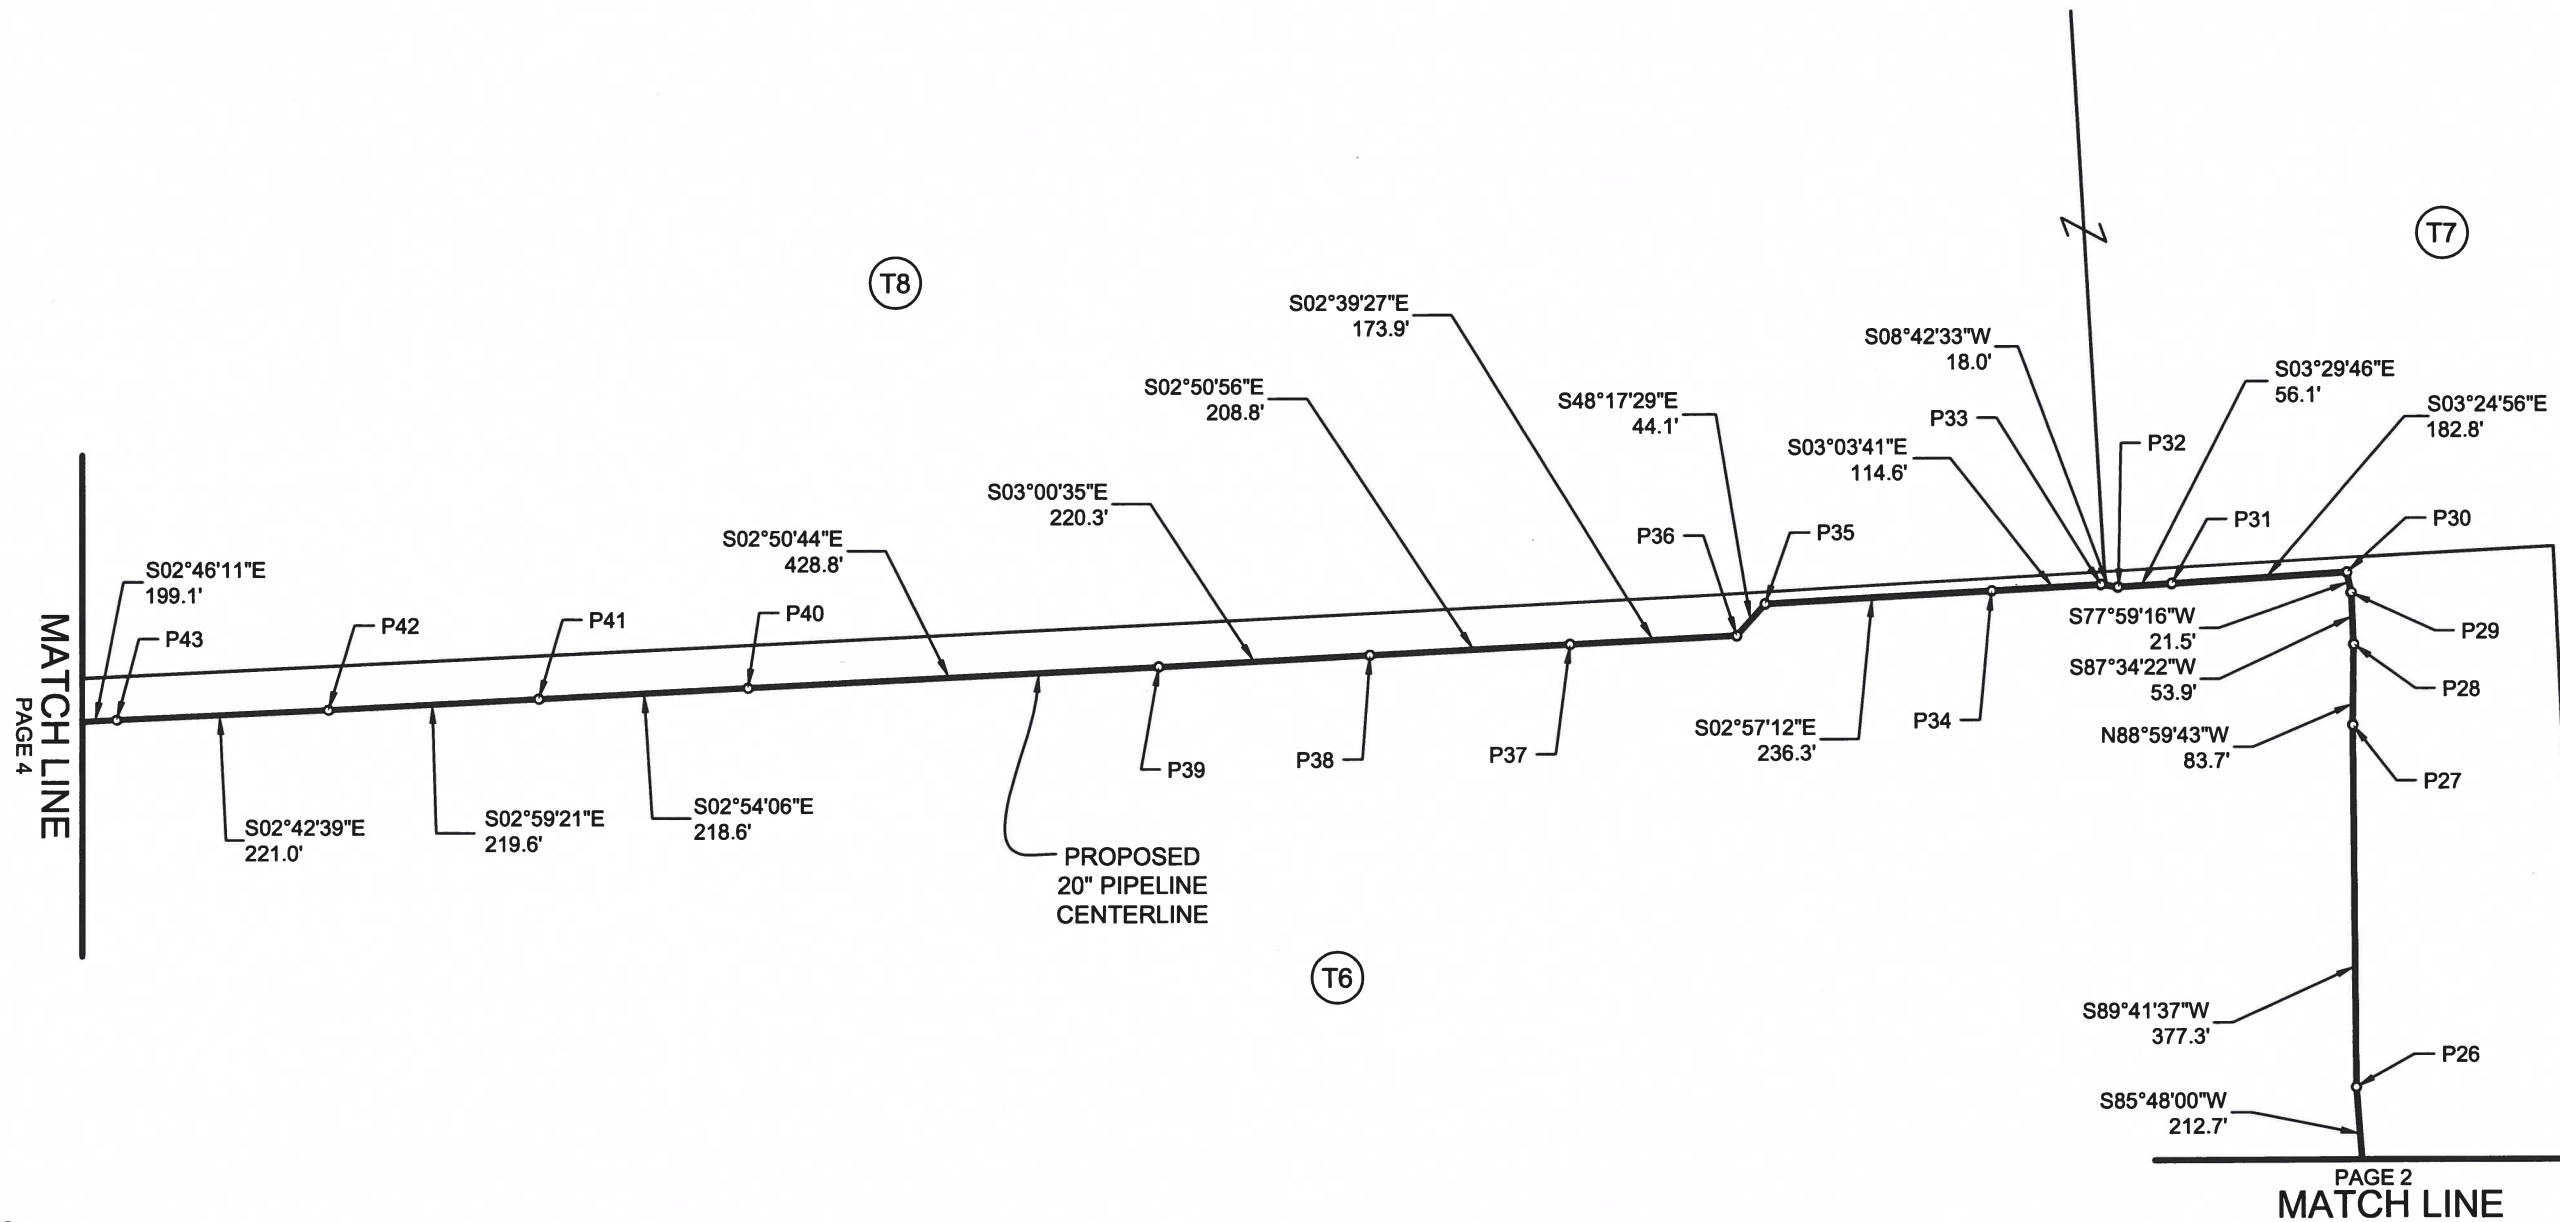 T7
T8
S02°39'27"E
173.9'
S08°42'33"W
18.0'
S03°29'46"E
56.1'
S02°50'56"E
208.8'
S48°17'29"E
44.1'
S03°24'56"E
182.8'
P33
P32
S03°03'41"E
114.6'
S03°00'35"E
220.3'
P31
P30
S02°50'44"E
428.8'
P36
P35
S02°46'11"E
199.1'
P43
P42
P41
P40
S77°59'16"W
21.5'
P29
S87°34'22"W
53.9'
P28
MATCH LINE
PAGE 4
S02°57'12"E
236.3'
P34
N88°59'43"W
83.7'
P27
P39
P38
P37
S02°42'39"E
221.0'
S02°59'21"E
219.6'
S02°54'06"E
218.6'
PROPOSED
20" PIPELINE
CENTERLINE
T6
S89°41'37"W
377.3'
P26
S85°48'00"W
212.7'
PAGE 2
MATCH LINE